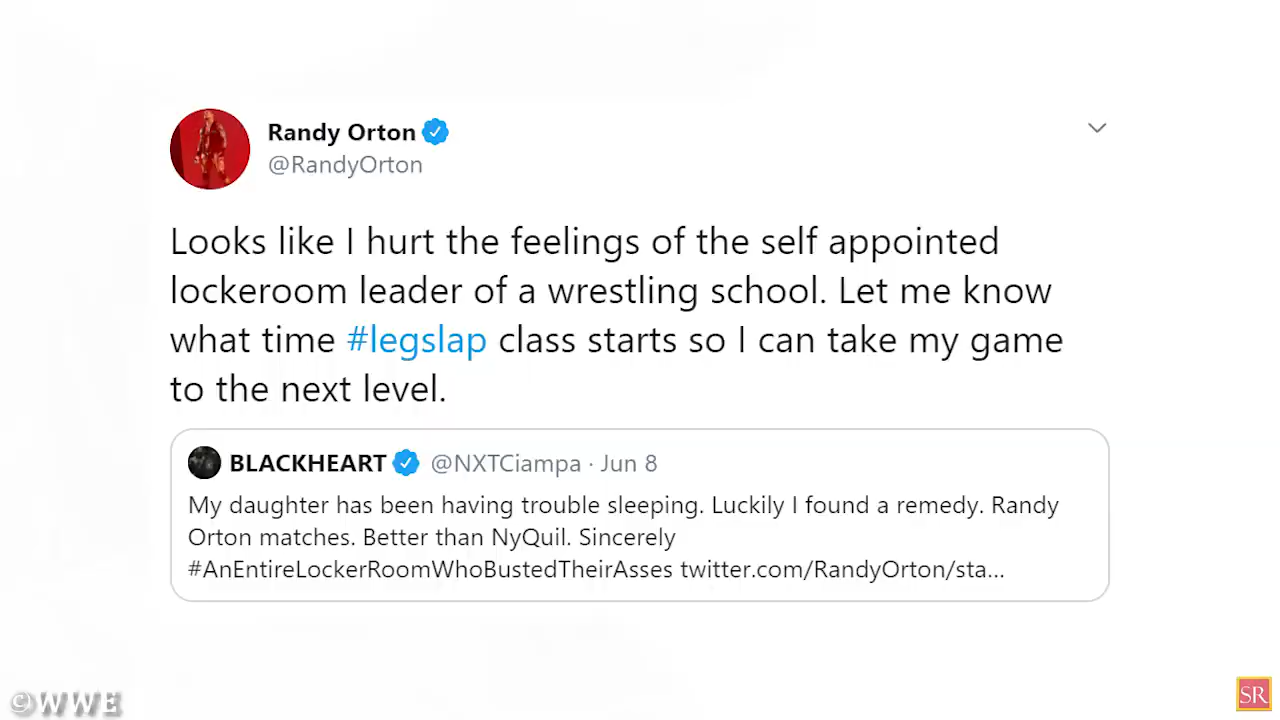 Randy Orton
@RandyOrton
Looks like I hurt the feelings of the self appointed
lockeroom leader of a wrestling school. Let me know
what time #legslap class starts so I can take my game
to the next level.
BLACKHEART @NXTCiampa · Jun 8
My daughter has been having trouble sleeping. Luckily I found a remedy. Randy
Orton matches. Better than NyQuil. Sincerely
#AnEntireLockerRoomWhoBustedTheirAsses twitter.com/RandyOrton/sta...
©WWE
SR